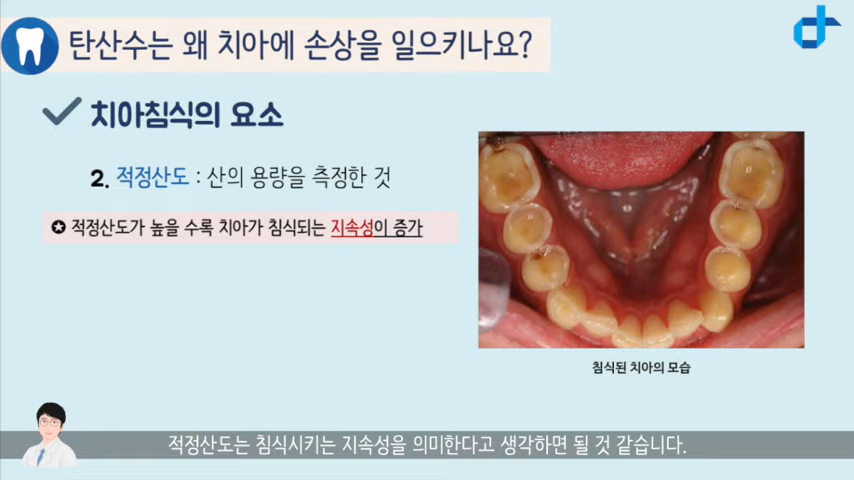 탄산수는 왜 치아에 손상을 일으키나요?
치아침식의 요소
2. 적정산도 : 산의 용량을 측정한 것
✪ 적정산도가 높을 수록 치아가 침식되는 지속성이 증가
침식된 치아의 모습
적정산도는 침식시키는 지속성을 의미한다고 생각하면 될 것 같습니다.